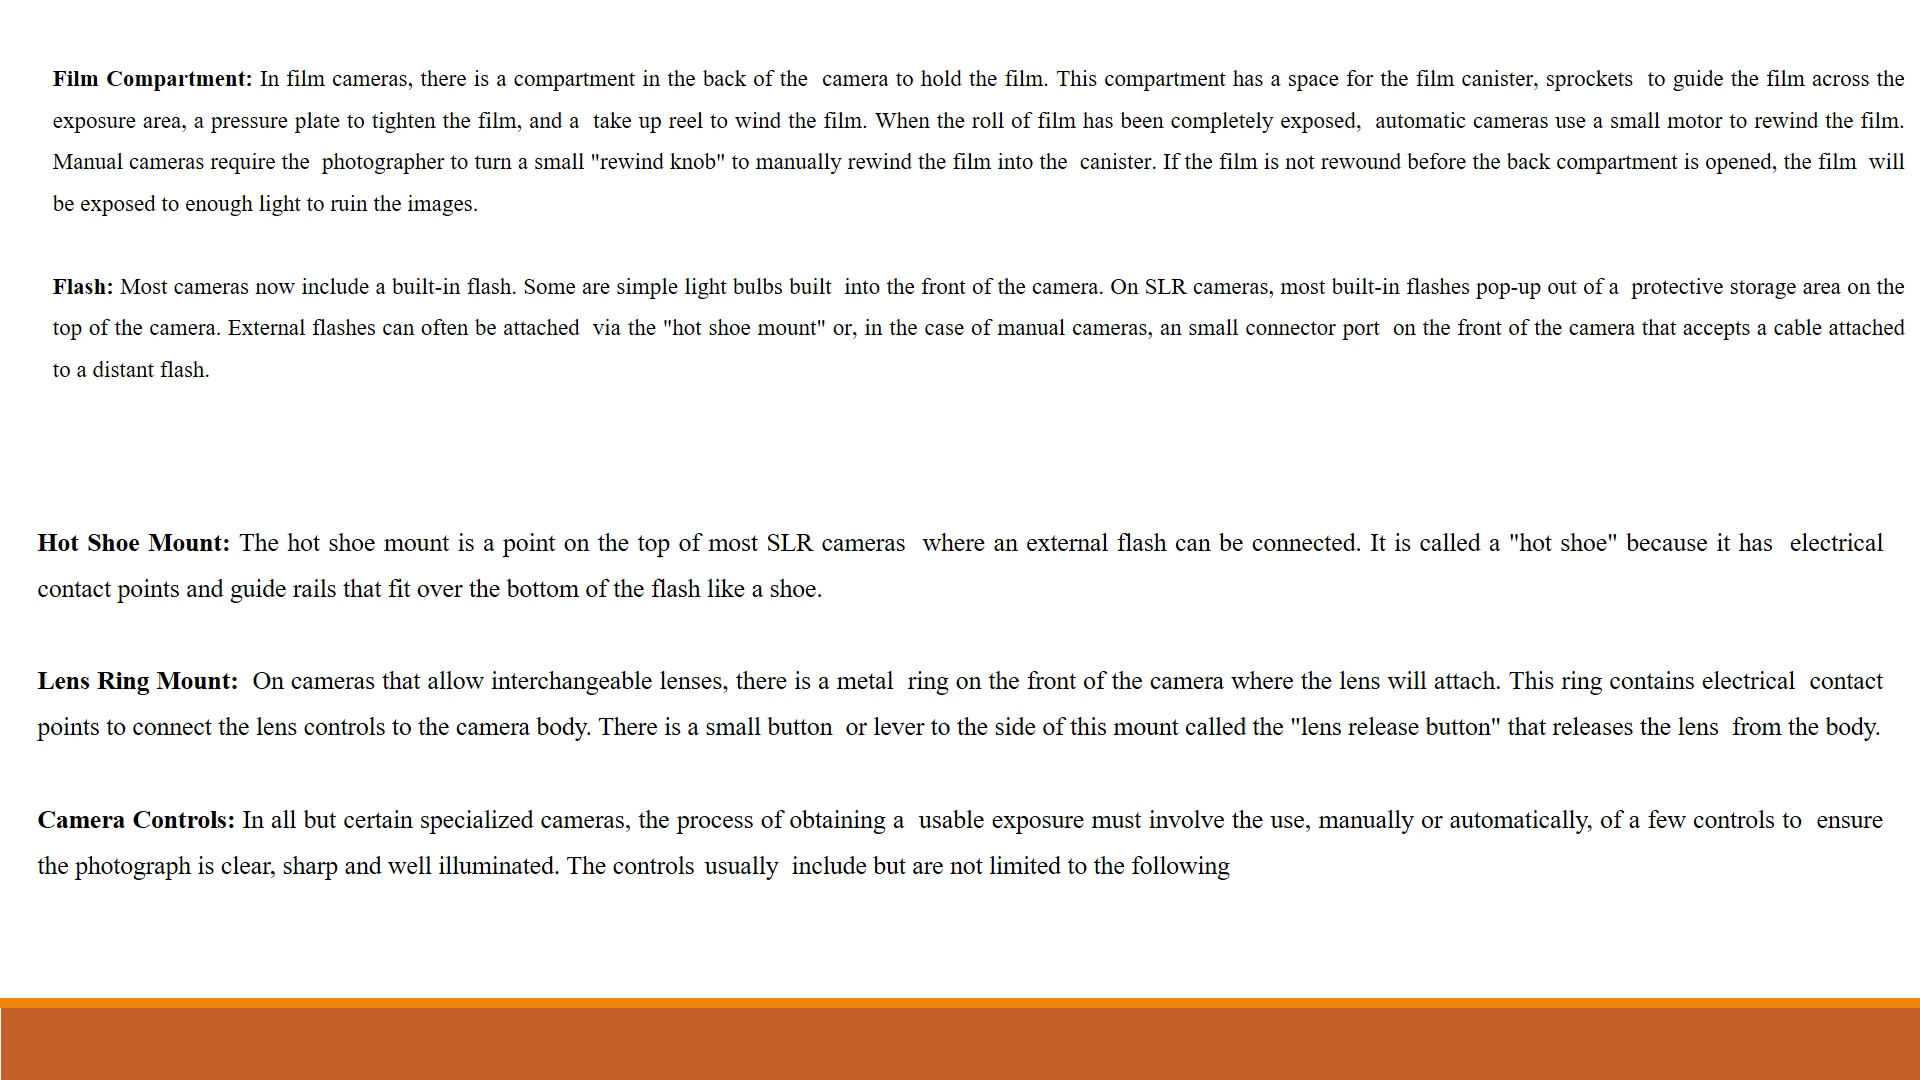 Film Compartment: In film cameras, there is a compartment in the back of the camera to hold the film. This compartment has a space for the film canister, sprockets to guide the film across the
exposure area, a pressure plate to tighten the film, and a take up reel to wind the film. When the roll of film has been completely exposed, automatic cameras use a small motor to rewind the film.
Manual cameras require the photographer to turn a small "rewind knob" to manually rewind the film into the canister. If the film is not rewound before the back compartment is opened, the film will
be exposed to enough light to ruin the images.
Flash: Most cameras now include a built-in flash. Some are simple light bulbs built into the front of the camera. On SLR cameras, most built-in flashes pop-up out of a protective storage area on the
top of the camera. External flashes can often be attached via the "hot shoe mount" or, in the case of manual cameras, an small connector port on the front of the camera that accepts a cable attached
to a distant flash.
Hot Shoe Mount: The hot shoe mount is a point on the top of most SLR cameras where an external flash can be connected. It is called a "hot shoe" because it has electrical
contact points and guide rails that fit over the bottom of the flash like a shoe.
Lens Ring Mount: On cameras that allow interchangeable lenses, there is a metal ring on the front of the camera where the lens will attach. This ring contains electrical contact
points to connect the lens controls to the camera body. There is a small button or lever to the side of this mount called the "lens release button" that releases the lens from the body.
Camera Controls: In all but certain specialized cameras, the process of obtaining a usable exposure must involve the use, manually or automatically, of a few controls to ensure
the photograph is clear, sharp and well illuminated. The controls usually include but are not limited to the following